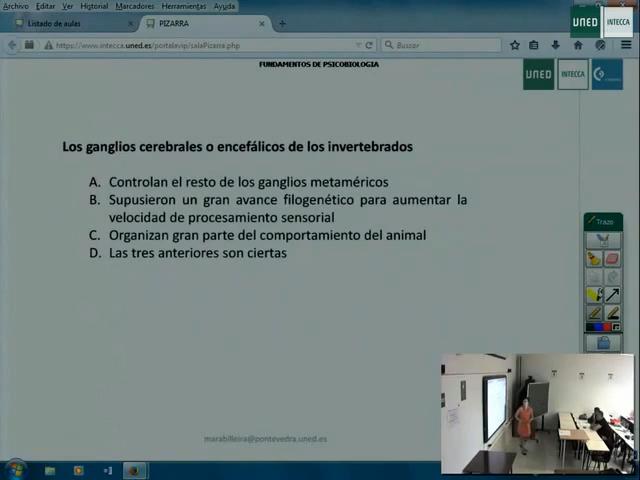 Archivo Editar Ver Historial Marcadores Herramientas Ayuda
Listado de aulas
PIZARRA
https://www.intecca.uned.es/portalavip/salaPizarra.php
Buscar
UNED
INTECCA
FUNDAMENTOS DE PSICOBIOLOGIA
UNED
INTECCA
Los ganglios cerebrales o encefálicos de los invertebrados
A. Controlan el resto de los ganglios metaméricos
B. Supusieron un gran avance filogenético para aumentar la
velocidad de procesamiento sensorial
C. Organizan gran parte del comportamiento del animal
D. Las tres anteriores son ciertas
Trazo
marabilleira@pontevedra.uned.es